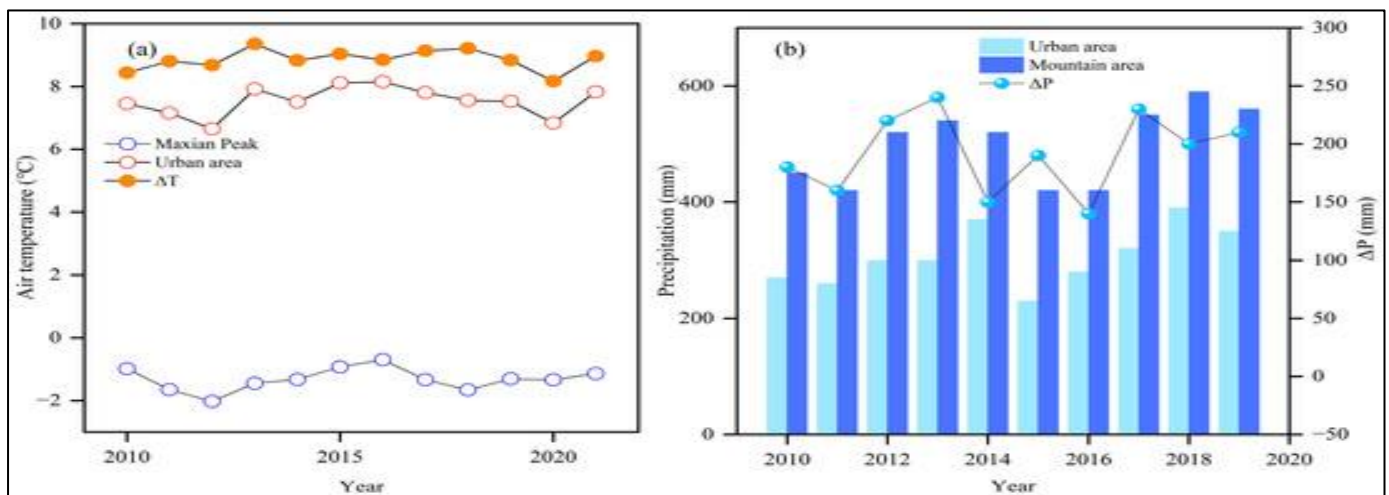 (a)
Maxian Peak
Urban area
ΔT
Air temperature (℃)
10
8
6
4
2
0
−2
2010 2015 2020
Year
(b)
Urban area
Mountain area
ΔP
Precipitation (mm)
600
400
200
0
300
250
200
150
100
50
0
−50
ΔP (mm)
2010 2012 2014 2016 2018 2020
Year